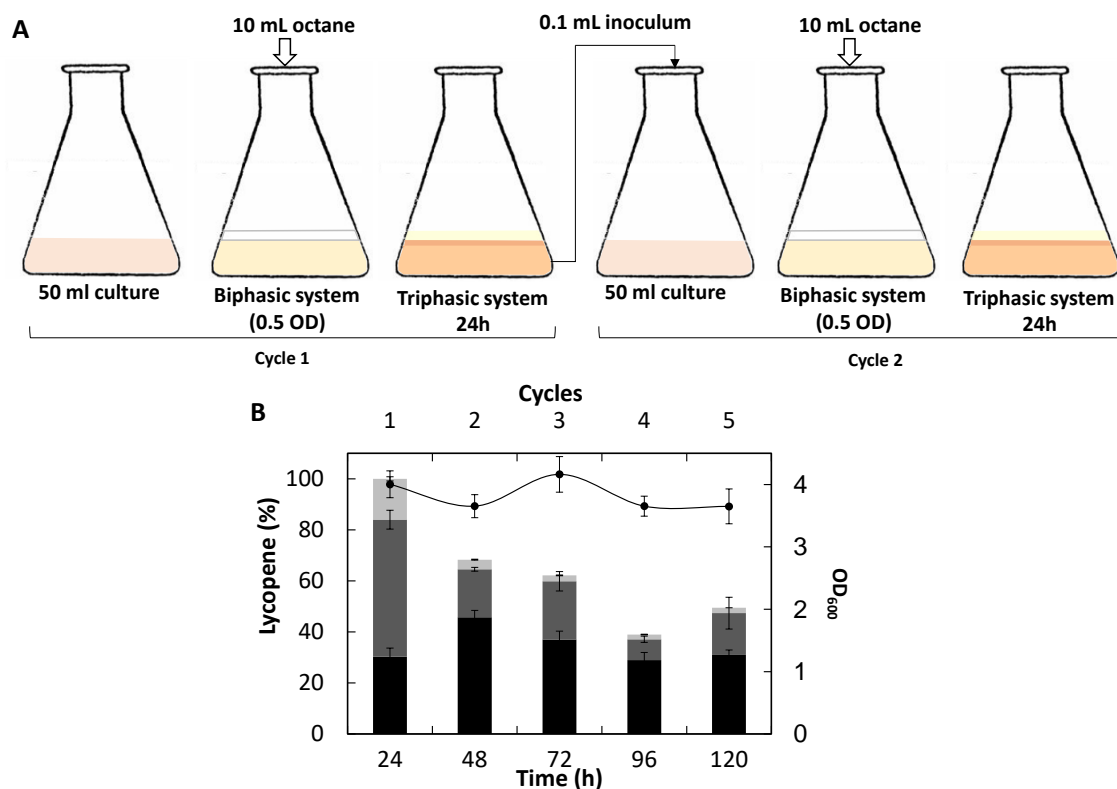 A
10 mL octane
0.1 mL inoculum
10 mL octane
50 ml culture
Biphasic system
(0.5 OD)
Triphasic system
24h
50 ml culture
Biphasic system
(0.5 OD)
Triphasic system
24h
Cycle 1
Cycle 2
B
Cycles
1 2 3 4 5
Lycopene (%)
100
80
60
40
20
0
4
3
2
1
0
OD600
24 48 72 96 120
Time (h)